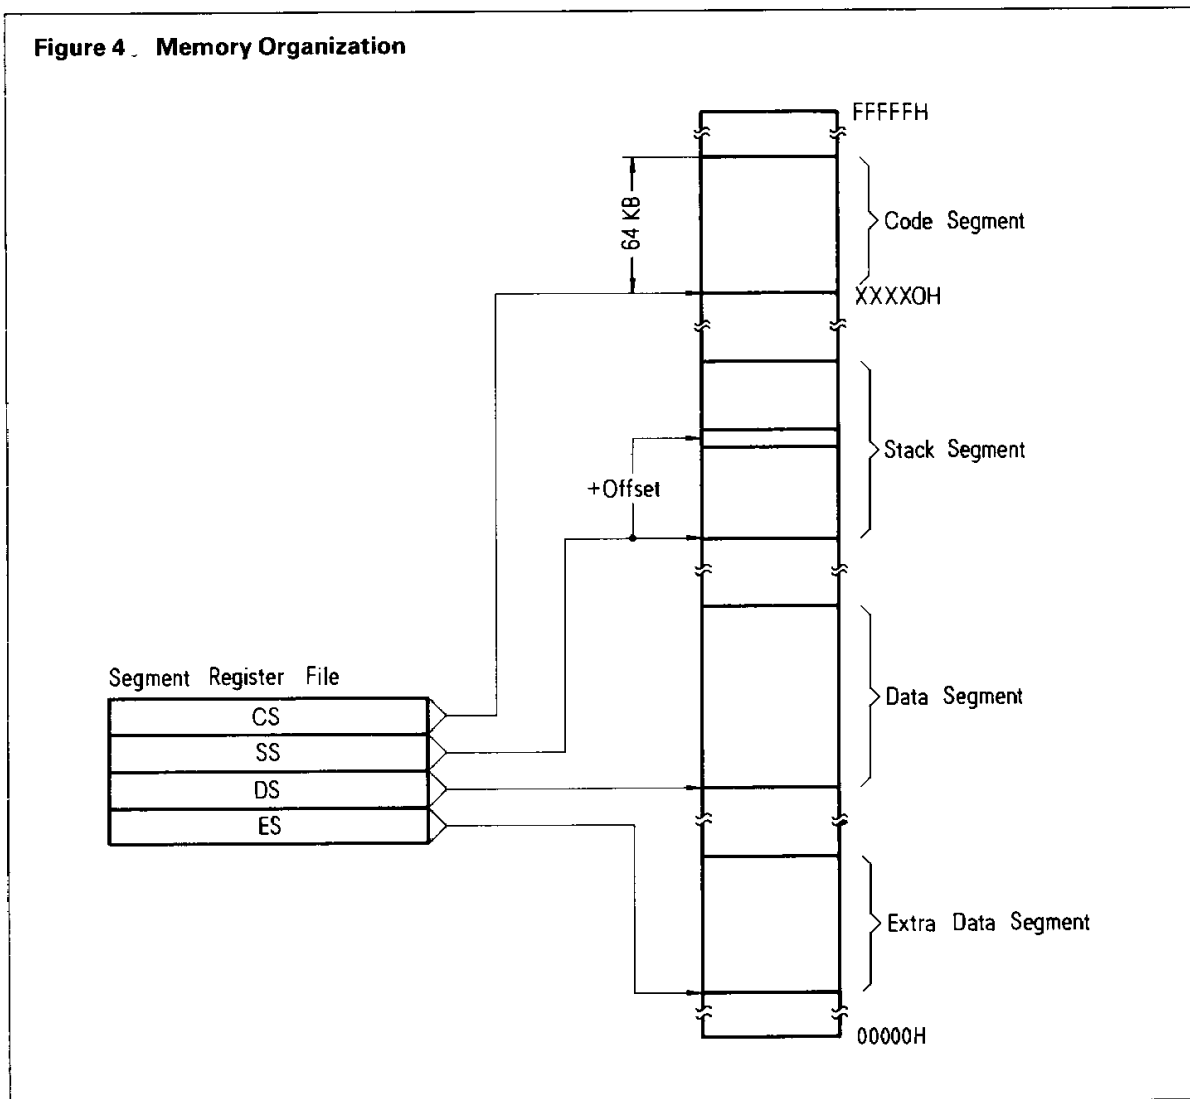 Figure 4 Memory Organization
FFFFFH
64 KB
Code Segment
XXXX0H
Stack Segment
+Offset
Segment Register File
CS
SS
DS
ES
Data Segment
Extra Data Segment
00000H